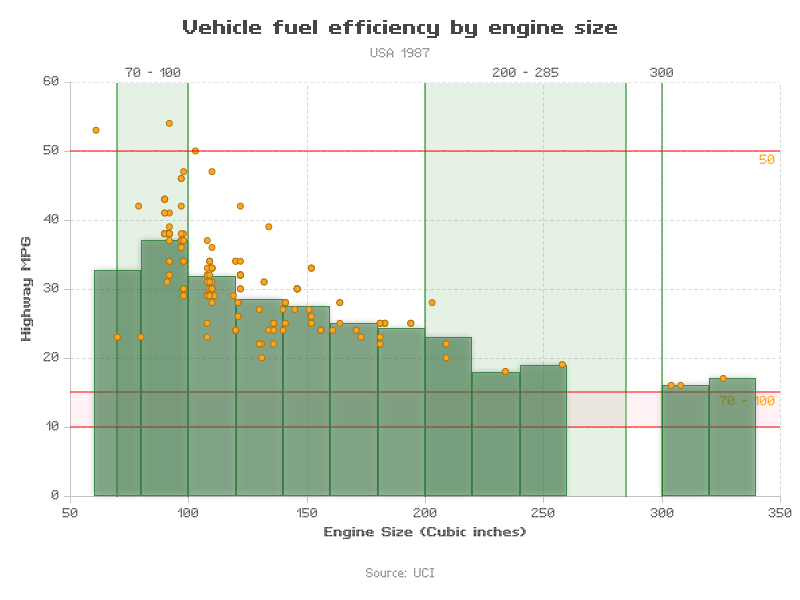 Vehicle fuel efficiency by engine size
USA 1987
70 - 100
200 - 285
300
60
50
40
30
20
10
0
50
70 - 100
Highway MPG
50
100
150
200
250
300
350
Engine Size (Cubic inches)
Source: UCI